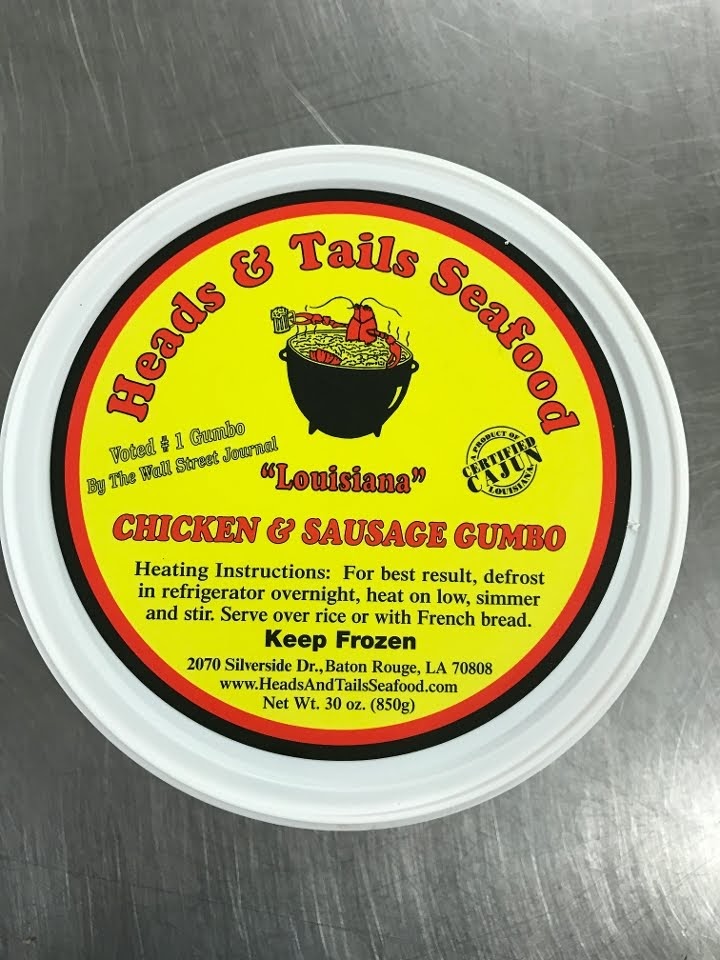 Heads & Tails Seafood
Voted # 1 Gumbo
By The Wall Street Journal
"Louisiana"
A PRODUCT OF
CERTIFIED
CAJUN
LOUISIANA
CHICKEN & SAUSAGE GUMBO
Heating Instructions: For best result, defrost
in refrigerator overnight, heat on low, simmer
and stir. Serve over rice or with French bread.
Keep Frozen
2070 Silverside Dr., Baton Rouge, LA 70808
www.HeadsAndTailsSeafood.com
Net Wt. 30 oz. (850g)